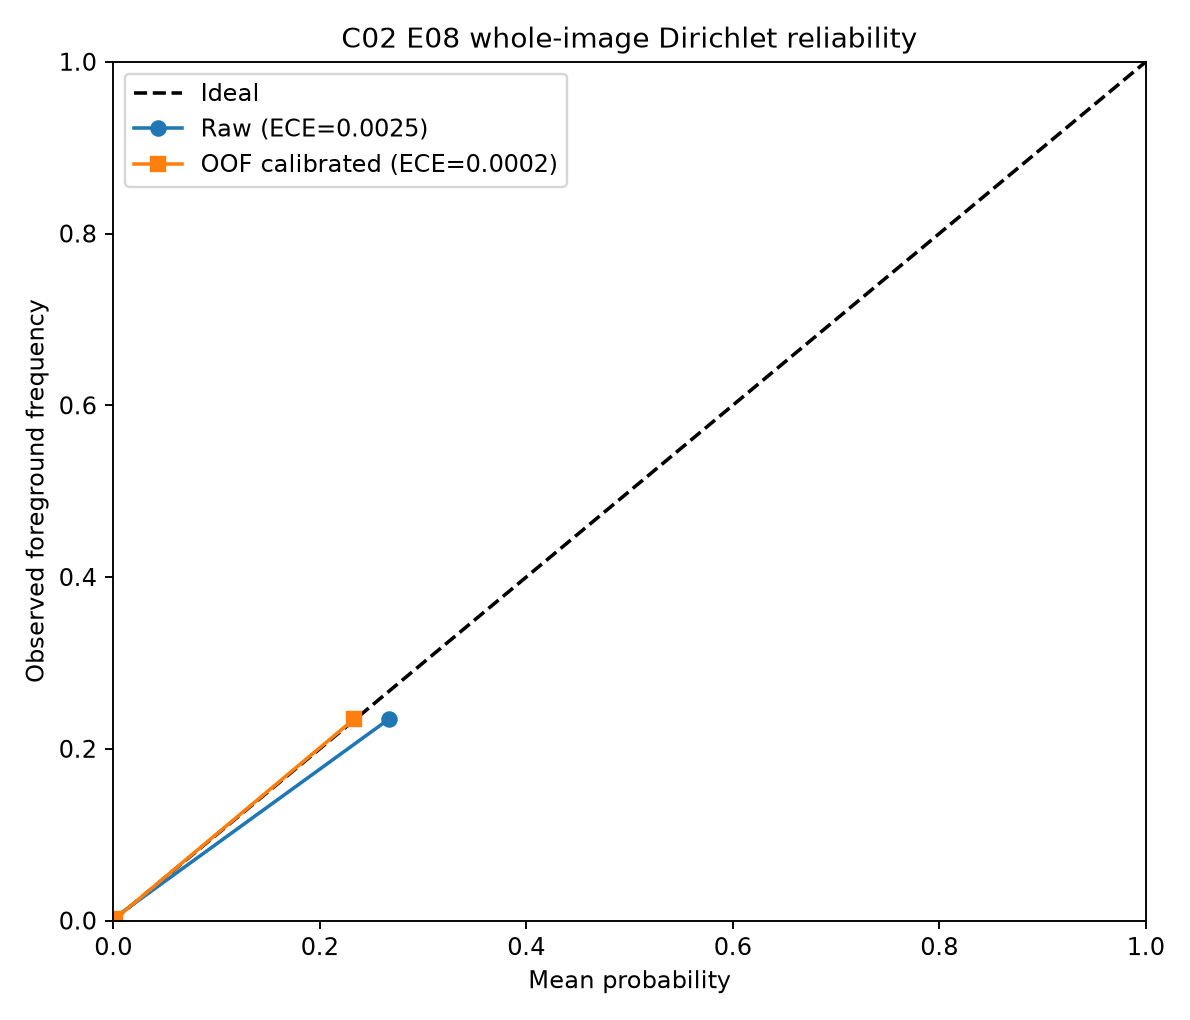 C02 E08 whole-image Dirichlet reliability
Ideal
Raw (ECE=0.0025)
OOF calibrated (ECE=0.0002)
Observed foreground frequency
1.0
0.8
0.6
0.4
0.2
0.0
0.0 0.2 0.4 0.6 0.8 1.0
Mean probability